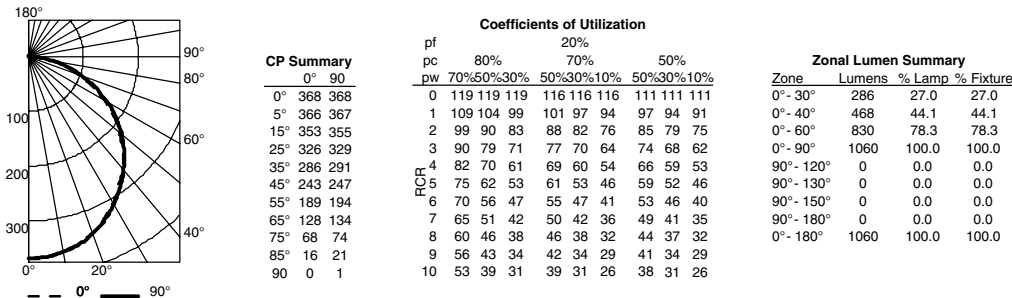 180°
90°
80°
60°
40°
100
200
300
0° 20°
0° 90°
CP Summary
0° 90
0° 368 368
5° 366 367
15° 353 355
25° 326 329
35° 286 291
45° 243 247
55° 189 194
65° 128 134
75° 68 74
85° 16 21
90 0 1
Coefficients of Utilization
pf 20%
pc 80% 70% 50%
pw 70%50%30% 50%30%10% 50%30%10%
RCR
0 119 119 119 116 116 116 111 111 111
1 109 104 99 101 97 94 97 94 91
2 99 90 83 88 82 76 85 79 75
3 90 79 71 77 70 64 74 68 62
4 82 70 61 69 60 54 66 59 53
5 75 62 53 61 53 46 59 52 46
6 70 56 47 55 47 41 53 46 40
7 65 51 42 50 42 36 49 41 35
8 60 46 38 46 38 32 44 37 32
9 56 43 34 42 34 29 41 34 29
10 53 39 31 39 31 26 38 31 26
Zonal Lumen Summary
Zone Lumens % Lamp % Fixture
0°- 30° 286 27.0 27.0
0°- 40° 468 44.1 44.1
0°- 60° 830 78.3 78.3
0°- 90° 1060 100.0 100.0
90°- 120° 0 0.0 0.0
90°- 130° 0 0.0 0.0
90°- 150° 0 0.0 0.0
90°- 180° 0 0.0 0.0
0°- 180° 1060 100.0 100.0